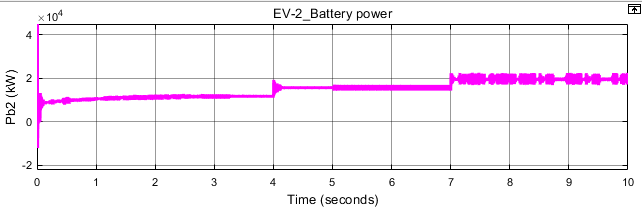 EV-2_Battery power
×10⁴
Pb2 (kW)
4
2
0
-2
0 1 2 3 4 5 6 7 8 9 10
Time (seconds)